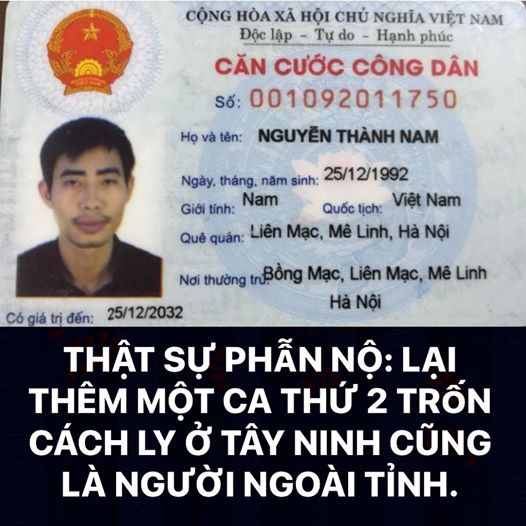 CỘNG HÒA XÃ HỘI CHỦ NGHĨA VIỆT NAM
Độc lập - Tự do - Hạnh phúc
CĂN CƯỚC CÔNG DÂN
Số: 001092011750
Họ và tên: NGUYỄN THÀNH NAM
Ngày, tháng, năm sinh: 25/12/1992
Giới tính: Nam Quốc tịch: Việt Nam
Quê quán: Liên Mạc, Mê Linh, Hà Nội
Nơi thường trú: Bồng Mạc, Liên Mạc, Mê Linh
Hà Nội
Có giá trị đến: 25/12/2032
THẬT SỰ PHẪN NỘ: LẠI
THÊM MỘT CA THỨ 2 TRỐN
CÁCH LY Ở TÂY NINH CŨNG
LÀ NGƯỜI NGOÀI TỈNH.